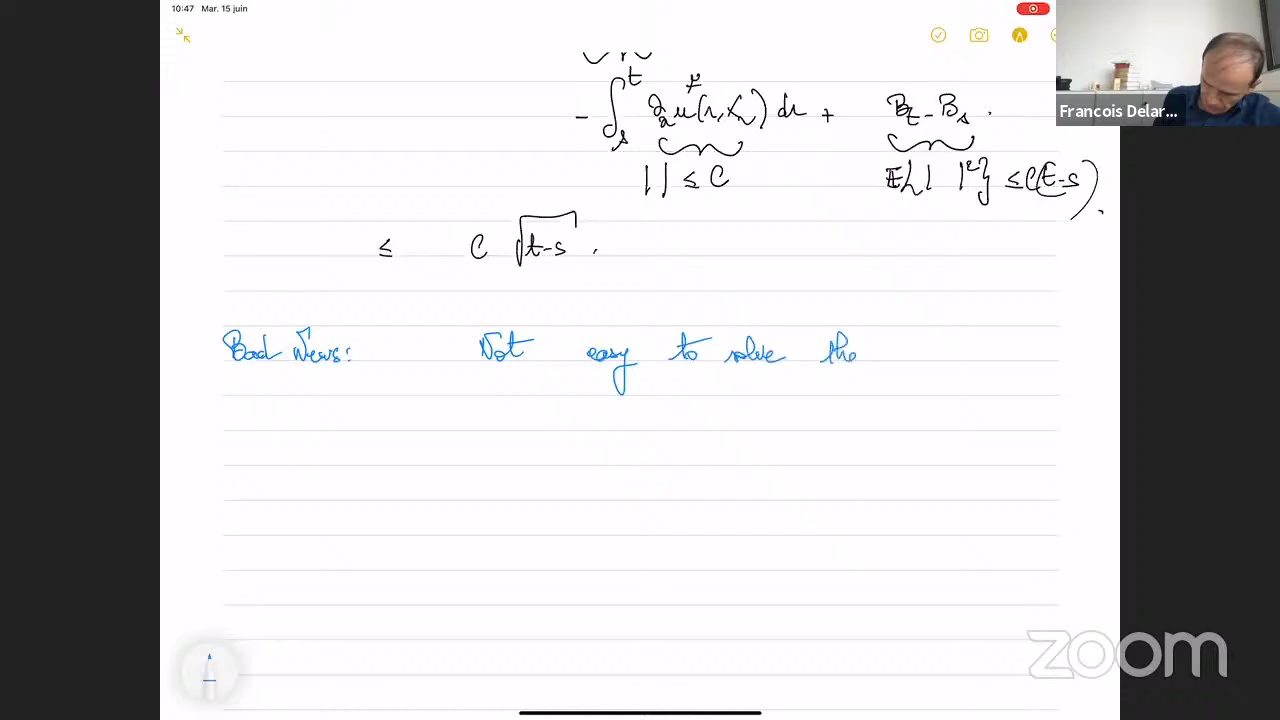 10:47 Mar. 15 juin
- ∫_s^t ∂_x u^μ(r, X_r) dr + B_t - B_s .
| | ≤ C E{| |²} ≤ C(t-s).
≤ C √(t-s) .
Francois Delar...
Bad News: Not easy to solve the
zoom